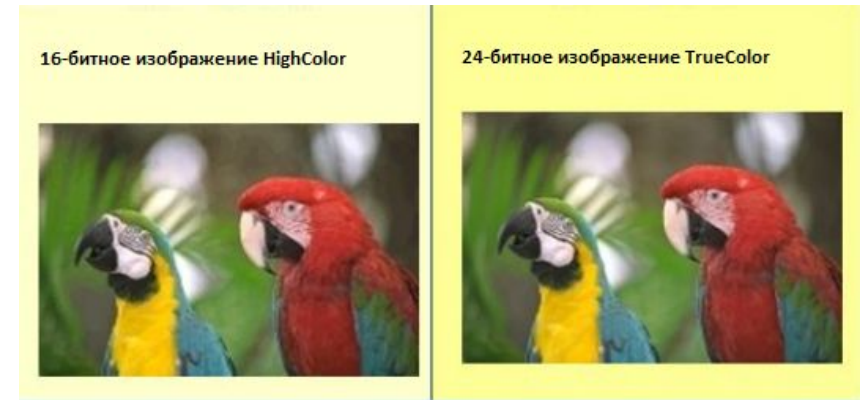 16-битное изображение HighColor
24-битное изображение TrueColor